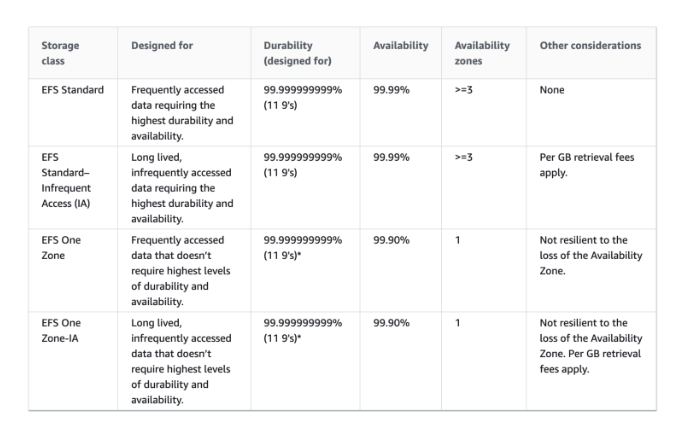 Storage class	Designed for	Durability (designed for)	Availability	Availability zones	Other considerations
EFS Standard	Frequently accessed data requiring the highest durability and availability.	99.999999999% (11 9's)	99.99%	>=3	None
EFS Standard–Infrequent Access (IA)	Long lived, infrequently accessed data requiring the highest durability and availability.	99.999999999% (11 9's)	99.99%	>=3	Per GB retrieval fees apply.
EFS One Zone	Frequently accessed data that doesn't require highest levels of durability and availability.	99.999999999% (11 9's)*	99.90%	1	Not resilient to the loss of the Availability Zone.
EFS One Zone-IA	Long lived, infrequently accessed data that doesn't require highest levels of durability and availability.	99.999999999% (11 9's)*	99.90%	1	Not resilient to the loss of the Availability Zone. Per GB retrieval fees apply.